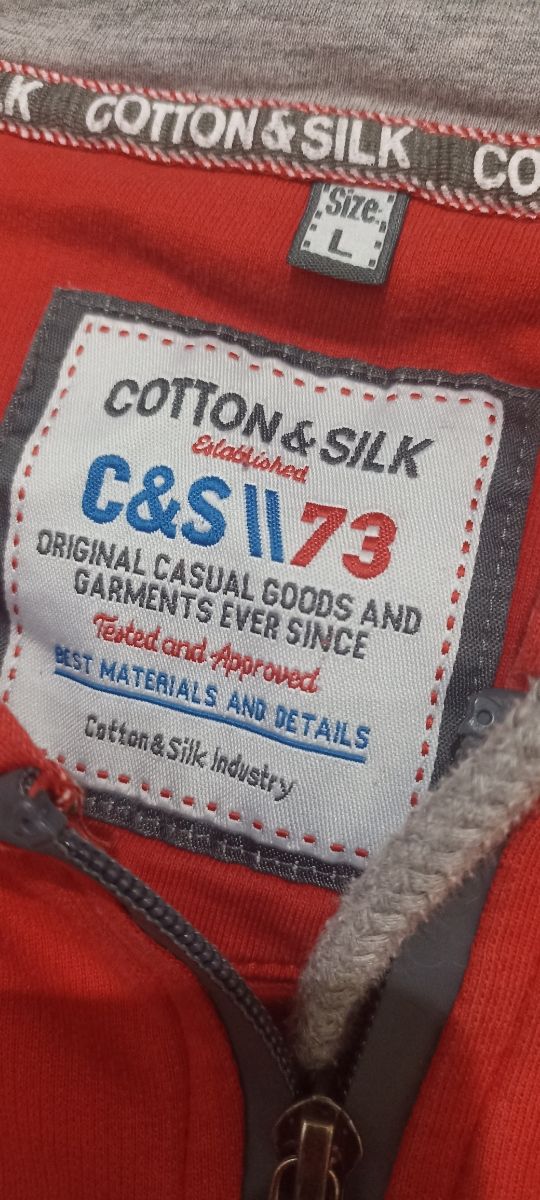 K COTTON & SILK CO
Size:
L
COTTON & SILK
Established
C&S \\ 73
ORIGINAL CASUAL GOODS AND
GARMENTS EVER SINCE
Tested and Approved
BEST MATERIALS AND DETAILS
Cotton & Silk Industry